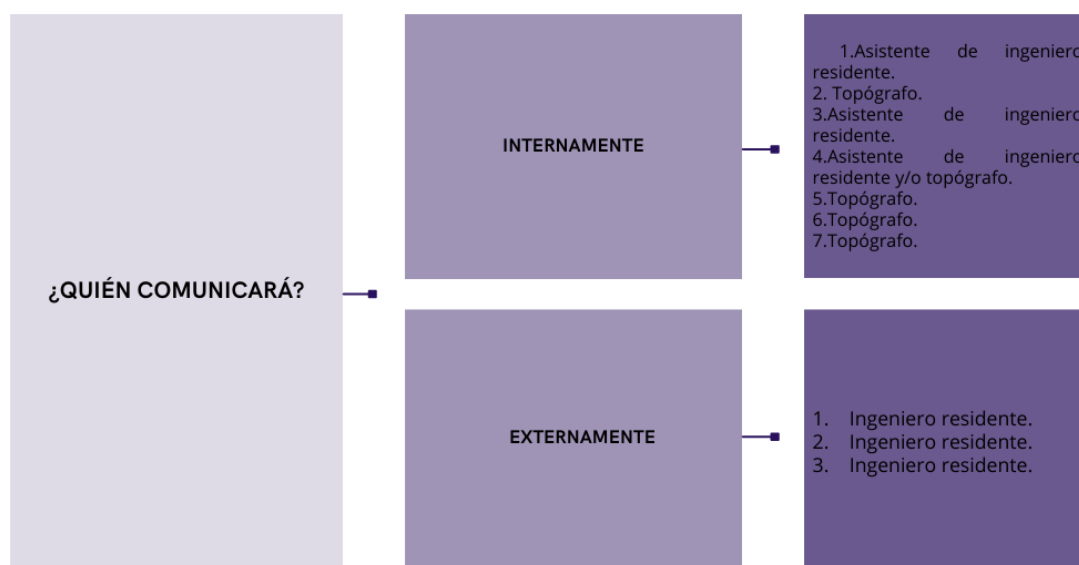 ¿QUIÉN COMUNICARÁ?
INTERNAMENTE
1.Asistente de ingeniero
residente.
2. Topógrafo.
3.Asistente de ingeniero
residente.
4.Asistente de ingeniero
residente y/o topógrafo.
5.Topógrafo.
6.Topógrafo.
7.Topógrafo.
EXTERNAMENTE
1. Ingeniero residente.
2. Ingeniero residente.
3. Ingeniero residente.